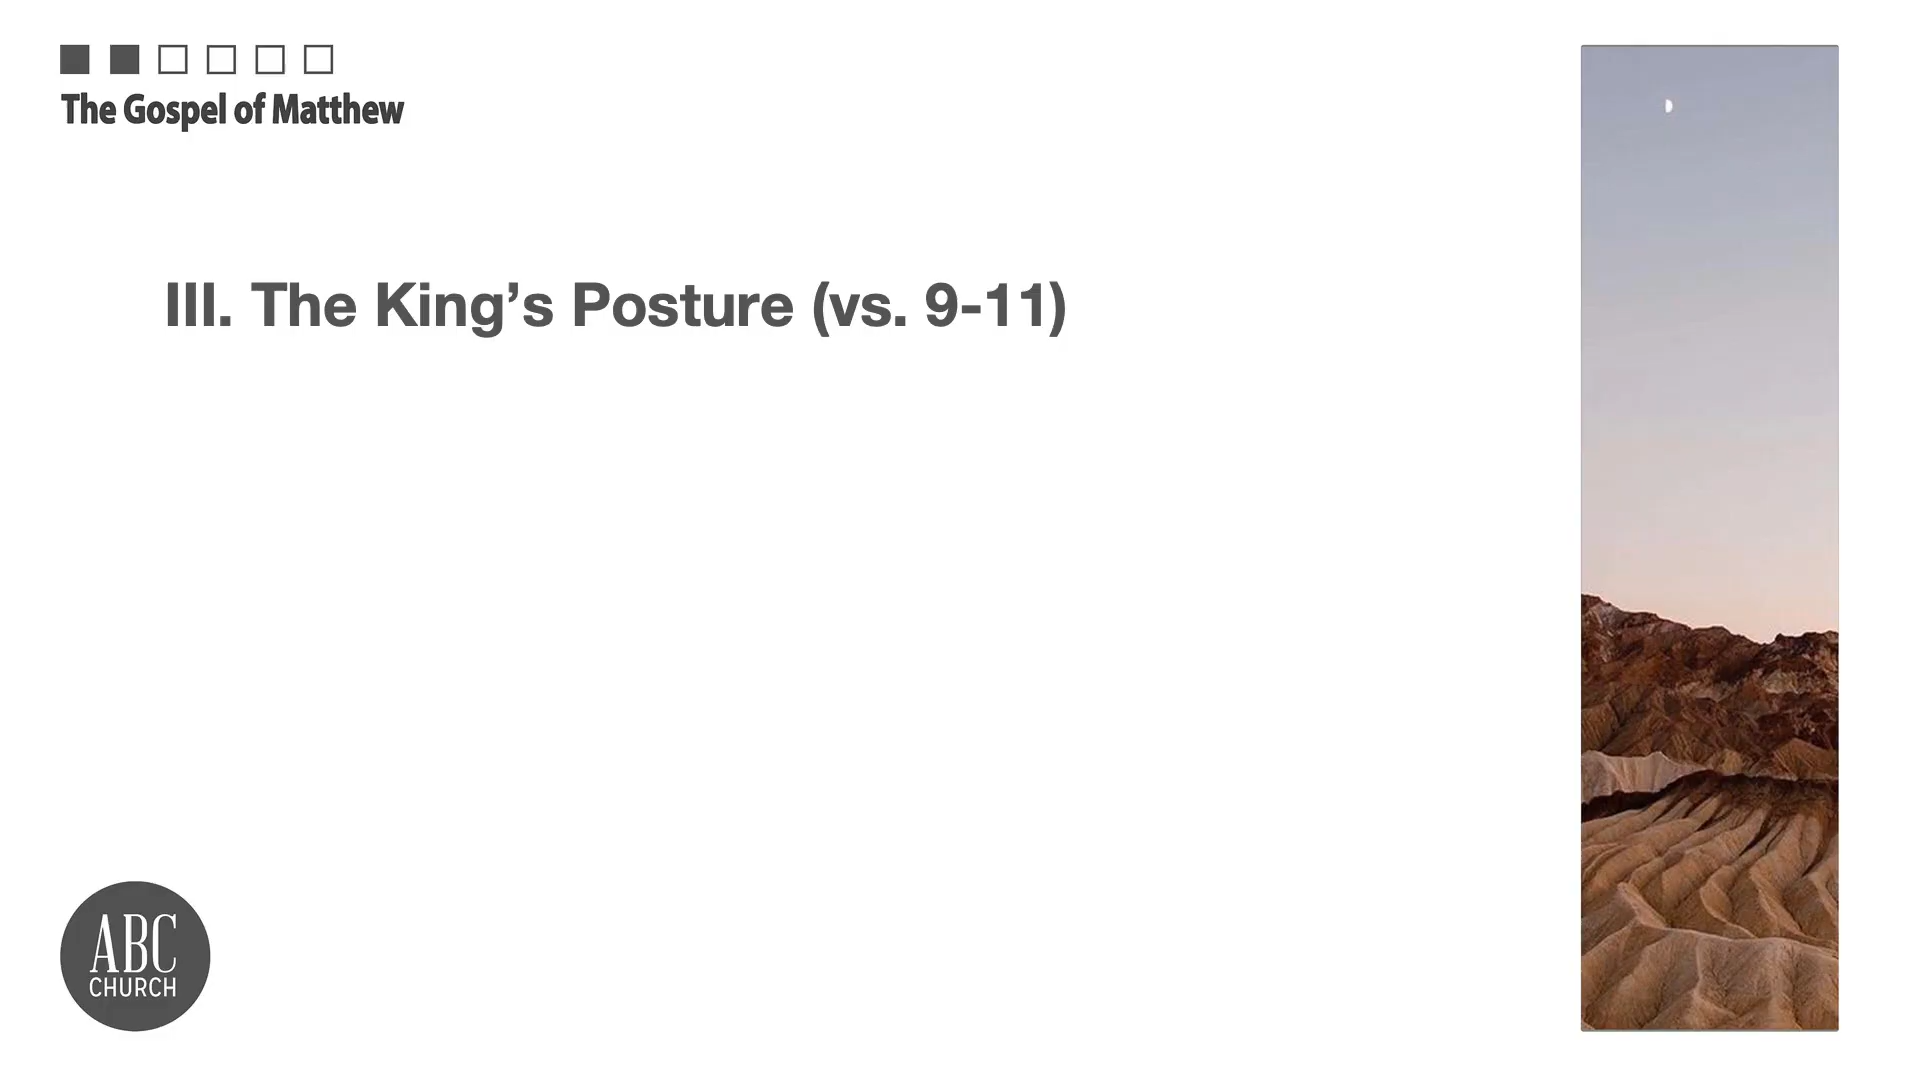 The Gospel of Matthew
III. The King’s Posture (vs. 9-11)
ABC
CHURCH